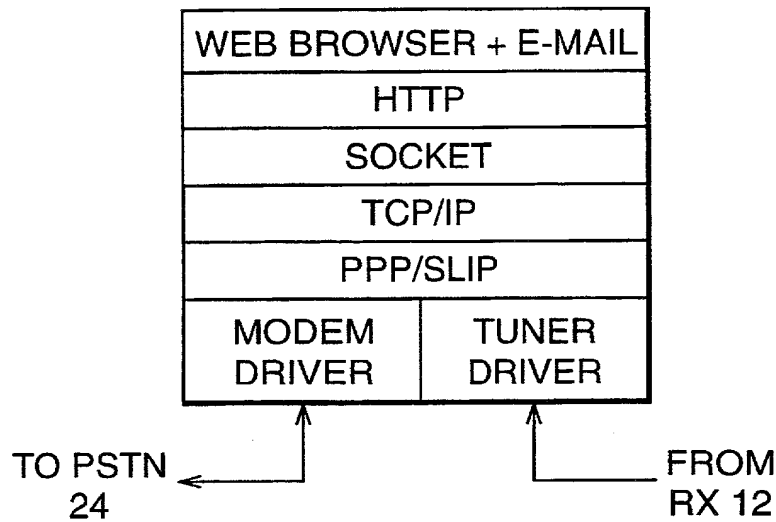 WEB BROWSER + E-MAIL
HTTP
SOCKET
TCP/IP
PPP/SLIP
MODEM
DRIVER
TUNER
DRIVER
TO PSTN
24
FROM
RX 12